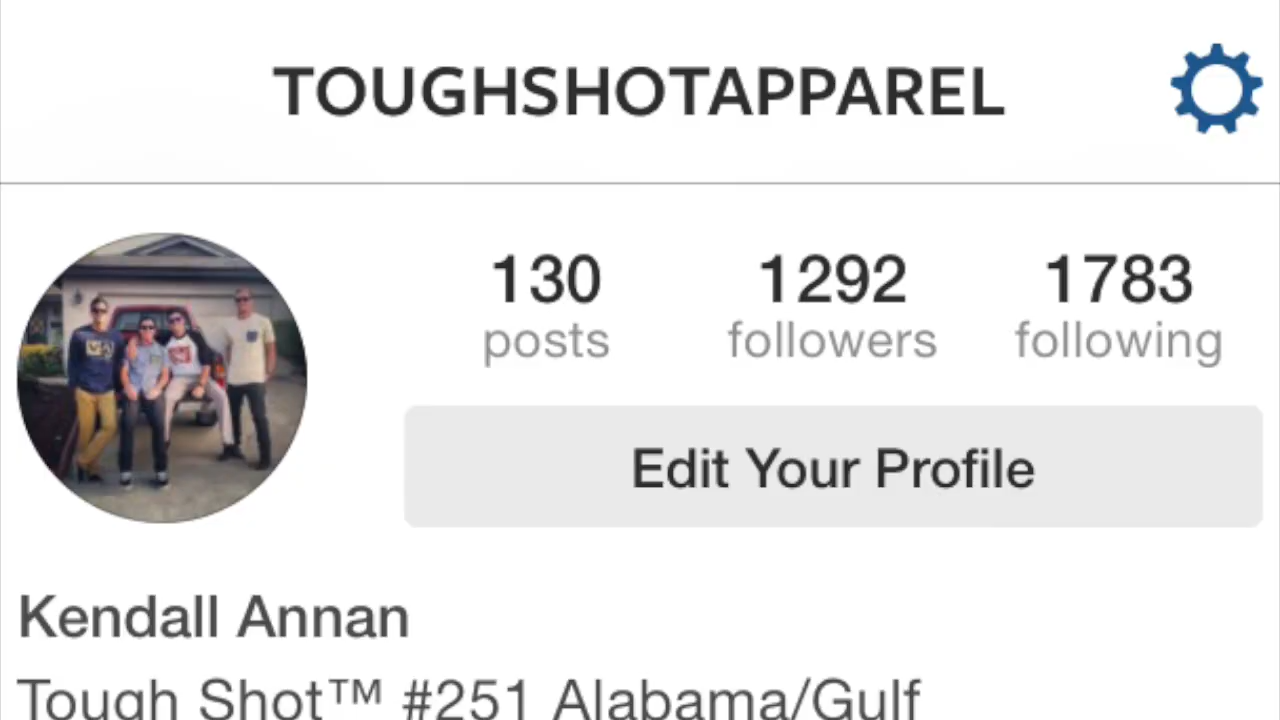 TOUGHSHOTAPPAREL
130 1292 1783
posts followers following
Edit Your Profile
Kendall Annan
Tough Shot™ #251 Alabama/Gulf